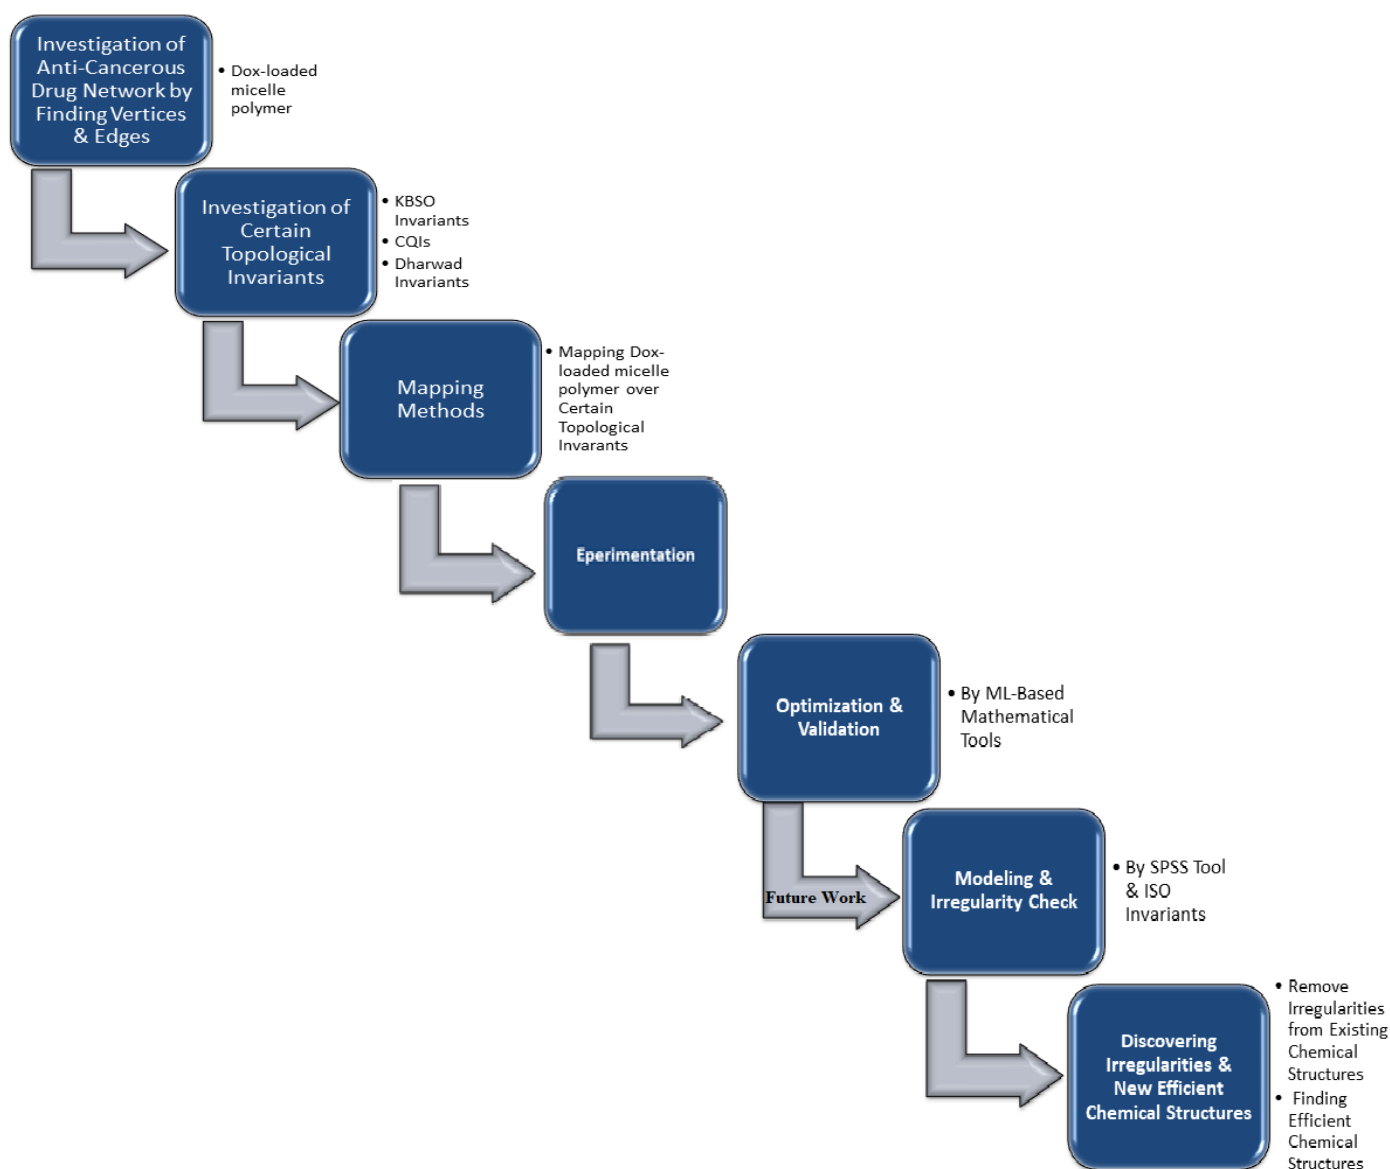 Investigation of
Anti-Cancerous
Drug Network by
Finding Vertices
& Edges
• Dox-loaded
micelle
polymer
Investigation of
Certain
Topological
Invariants
• KBSO
Invariants
• CQIs
• Dharwad
Invariants
Mapping
Methods
• Mapping Dox-
loaded micelle
polymer over
Certain
Topological
Invarants
Eperimentation
Optimization &
Validation
• By ML-Based
Mathematical
Tools
Future Work
Modeling &
Irregularity Check
• By SPSS Tool
& ISO
Invariants
Discovering
Irregularities &
New Efficient
Chemical Structures
• Remove
Irregularities
from Existing
Chemical
Structures
• Finding
Efficient
Chemical
Structures